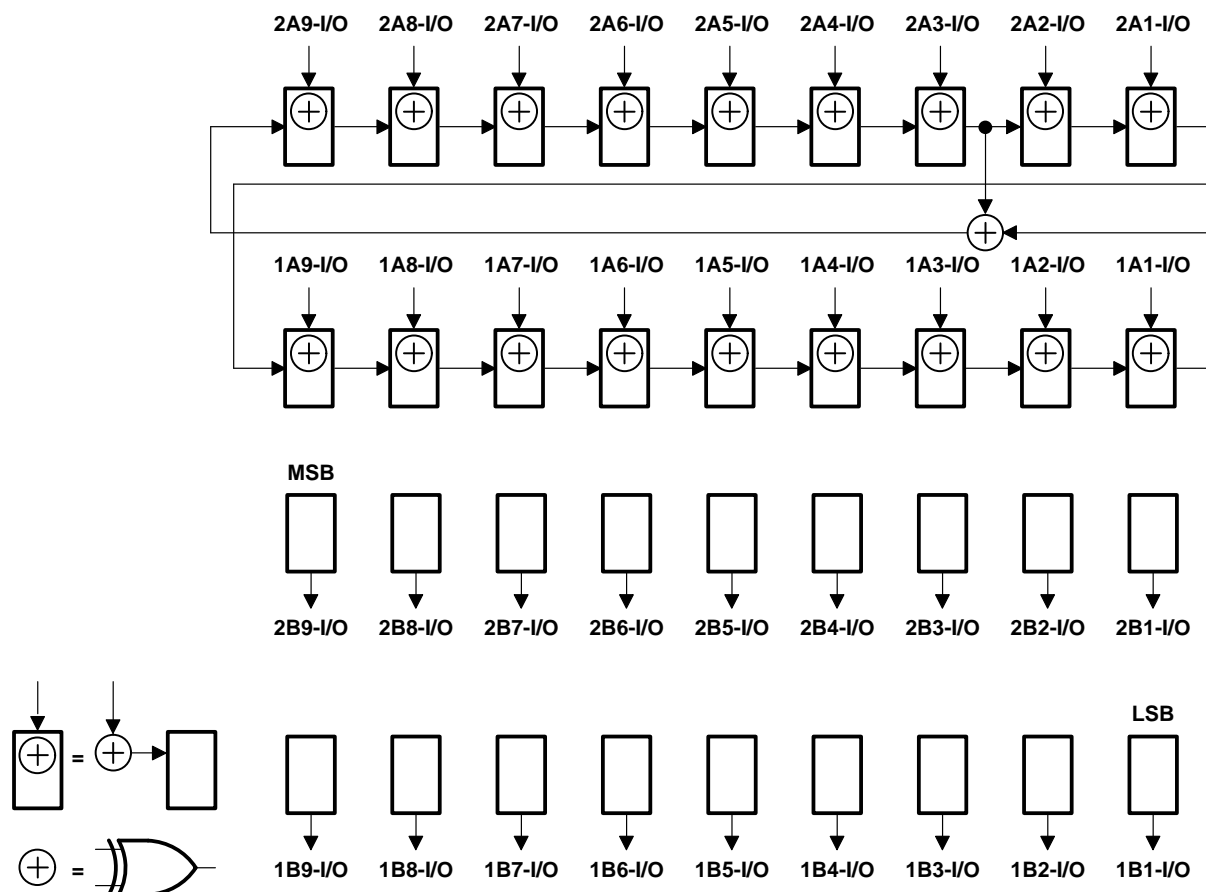 2A9-I/O 2A8-I/O 2A7-I/O 2A6-I/O 2A5-I/O 2A4-I/O 2A3-I/O 2A2-I/O 2A1-I/O
1A9-I/O 1A8-I/O 1A7-I/O 1A6-I/O 1A5-I/O 1A4-I/O 1A3-I/O 1A2-I/O 1A1-I/O
MSB
2B9-I/O 2B8-I/O 2B7-I/O 2B6-I/O 2B5-I/O 2B4-I/O 2B3-I/O 2B2-I/O 2B1-I/O
LSB
=
=
1B9-I/O 1B8-I/O 1B7-I/O 1B6-I/O 1B5-I/O 1B4-I/O 1B3-I/O 1B2-I/O 1B1-I/O